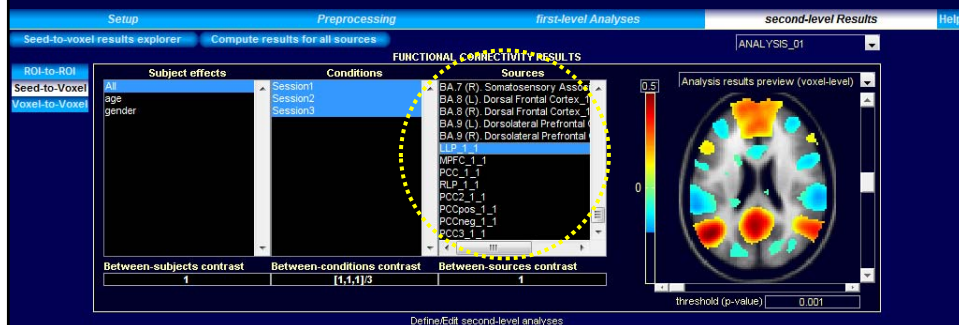 Setup Preprocessing first-level Analyses second-level Results Help
Seed-to-voxel results explorer Compute results for all sources ANALYSIS_01
FUNCTIONAL CONNECTIVITY RESULTS
ROI-to-ROI
Seed-to-Voxel
Voxel-to-Voxel
Subject effects
All
age
gender
Conditions
Session1
Session2
Session3
Sources
BA.7 (R). Somatosensory Assoc
BA.8 (L). Dorsal Frontal Cortex_1
BA.8 (R). Dorsal Frontal Cortex_1
BA.9 (L). Dorsolateral Prefrontal C
BA.9 (R). Dorsolateral Prefrontal
LLP_1_1
MPFC_1_1
PCC_1_1
RLP_1_1
PCC2_1_1
PCCpos_1_1
PCCneg_1_1
PCC3_1_1
Between-subjects contrast
1
Between-conditions contrast
[1,1,1]/3
Between-sources contrast
1
0.5
0
Analysis results preview (voxel-level)
threshold (p-value) 0.001
Define/Edit second-level analyses